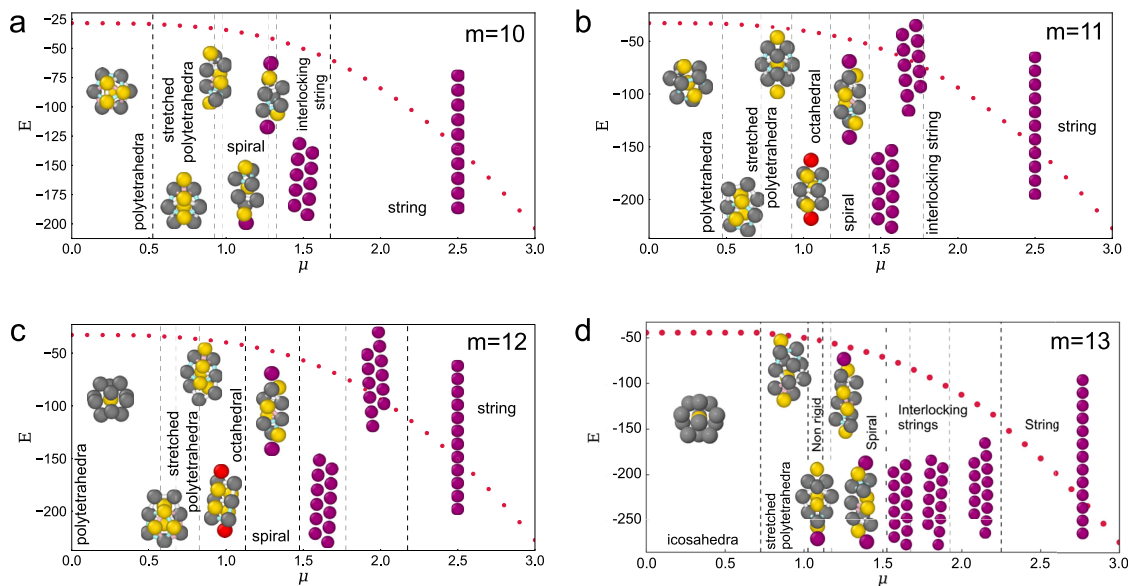 a
m=10
−25
−50
−75
−100
−125
−150
−175
−200
E
polytetrahedra
stretched
polytetrahedra
spiral
interlocking
string
string
0.0 0.5 1.0 1.5 2.0 2.5 3.0
μ
b
m=11
−50
−100
−150
−200
E
polytetrahedra
stretched
polytetrahedra
octahedral
spiral
interlocking string
string
0.0 0.5 1.0 1.5 2.0 2.5 3.0
μ
c
m=12
−50
−100
−150
−200
E
polytetrahedra
stretched
polytetrahedra
octahedral
spiral
string
0.0 0.5 1.0 1.5 2.0 2.5 3.0
μ
d
m=13
−50
−100
−150
−200
−250
E
icosahedra
stretched
polytetrahedra
Non rigid
Spiral
Interlocking
strings
String
0.0 0.5 1.0 1.5 2.0 2.5 3.0
μ